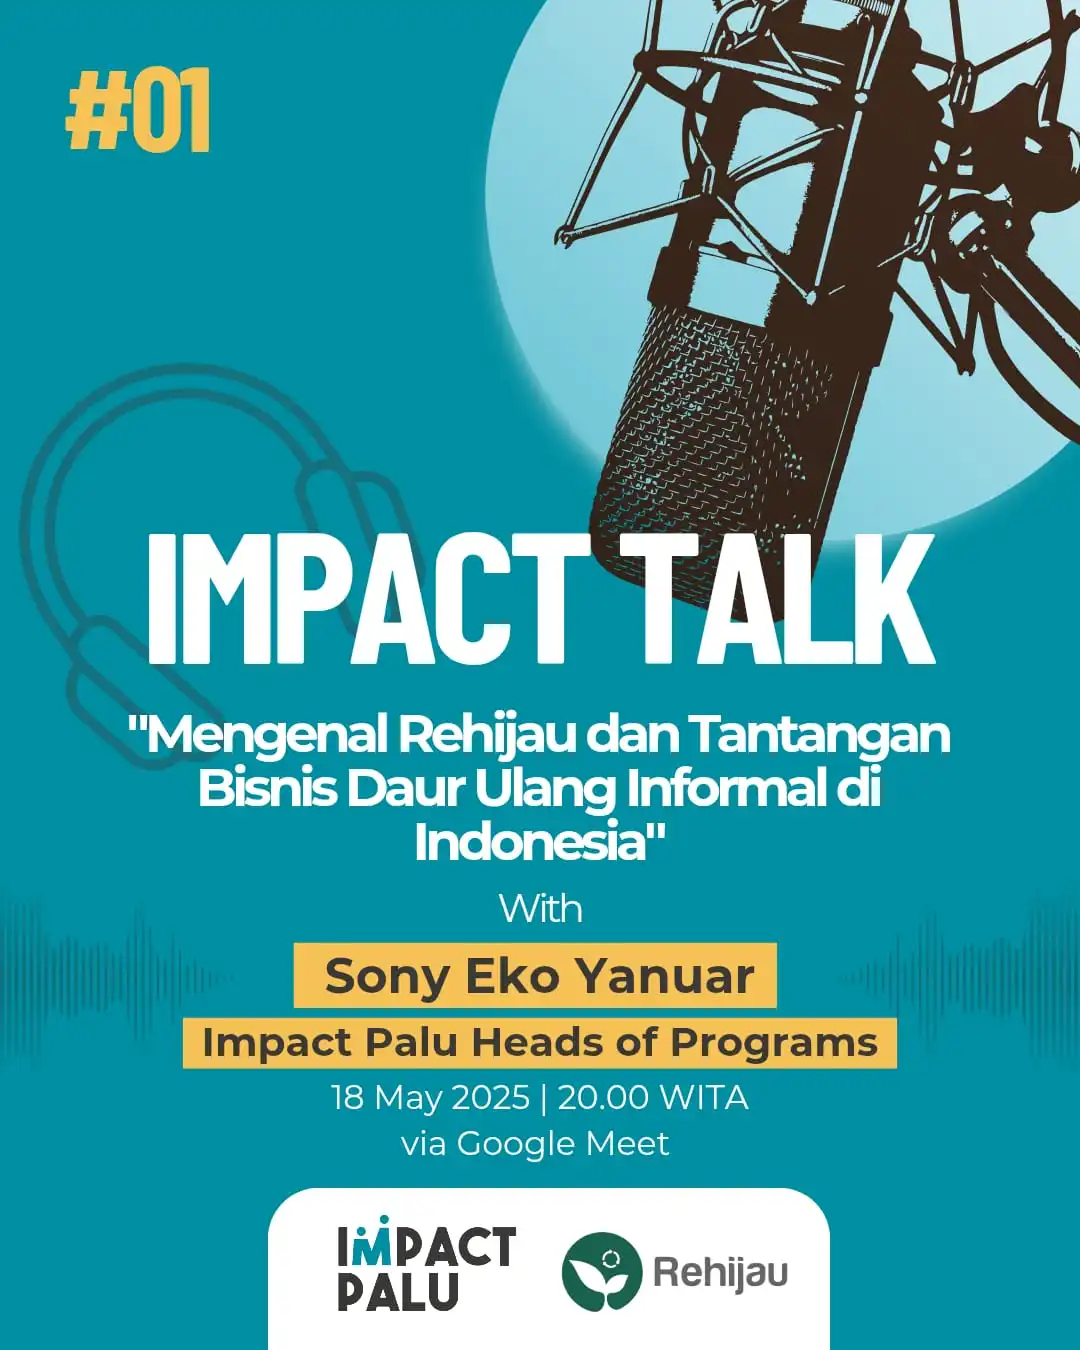 #01
IMPACT TALK
"Mengenal Rehijau dan Tantangan
Bisnis Daur Ulang Informal di
Indonesia"
With
Sony Eko Yanuar
Impact Palu Heads of Programs
18 May 2025 | 20.00 WITA
via Google Meet
IMPACT
PALU
Rehijau